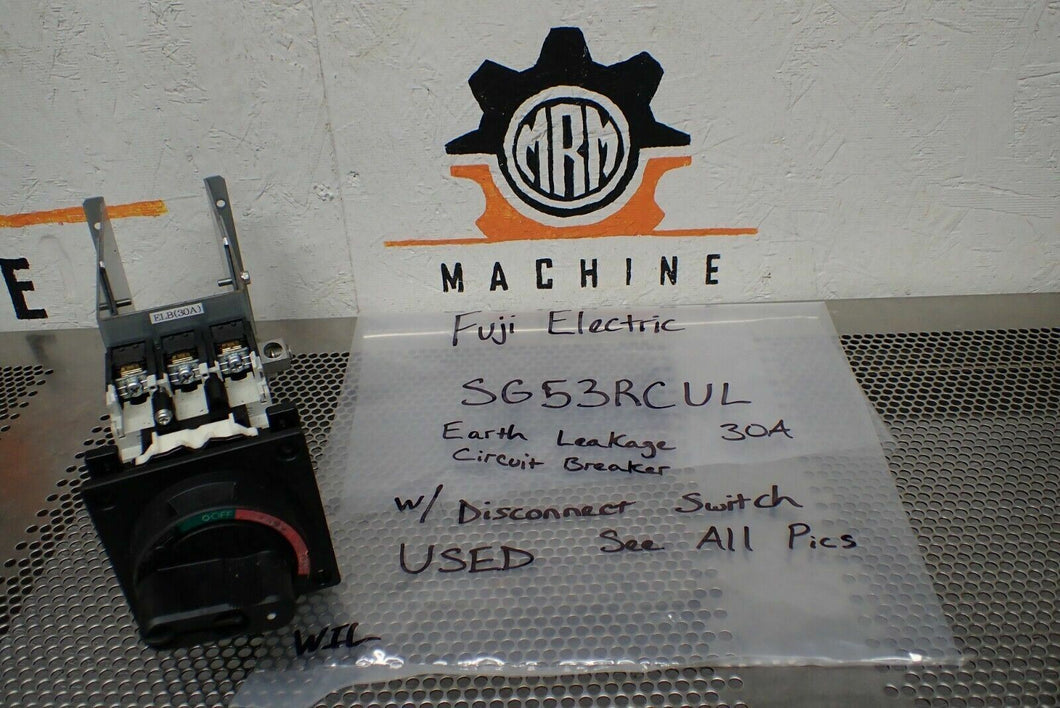 MRM
MACHINE
E
ELB(30A)
OFF
Fuji Electric
SG53RCUL
Earth Leakage 30A
Circuit Breaker
w/ Disconnect Switch
USED See All Pics
WIL